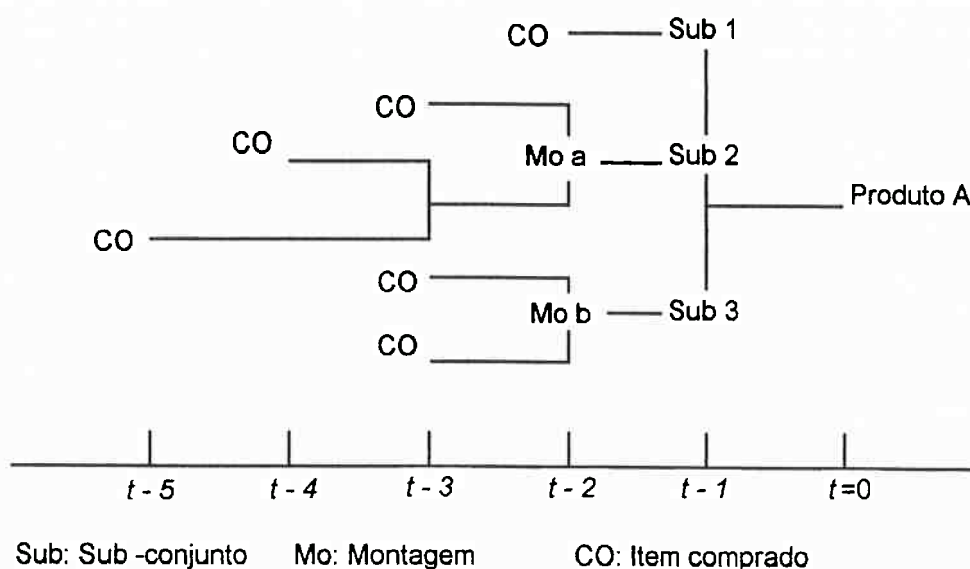 CO
Sub 1
CO
CO
Mo a
Sub 2
Produto A
CO
CO
Mo b
Sub 3
CO
t - 5
t - 4
t - 3
t - 2
t - 1
t=0
Sub: Sub -conjunto Mo: Montagem CO: Item comprado